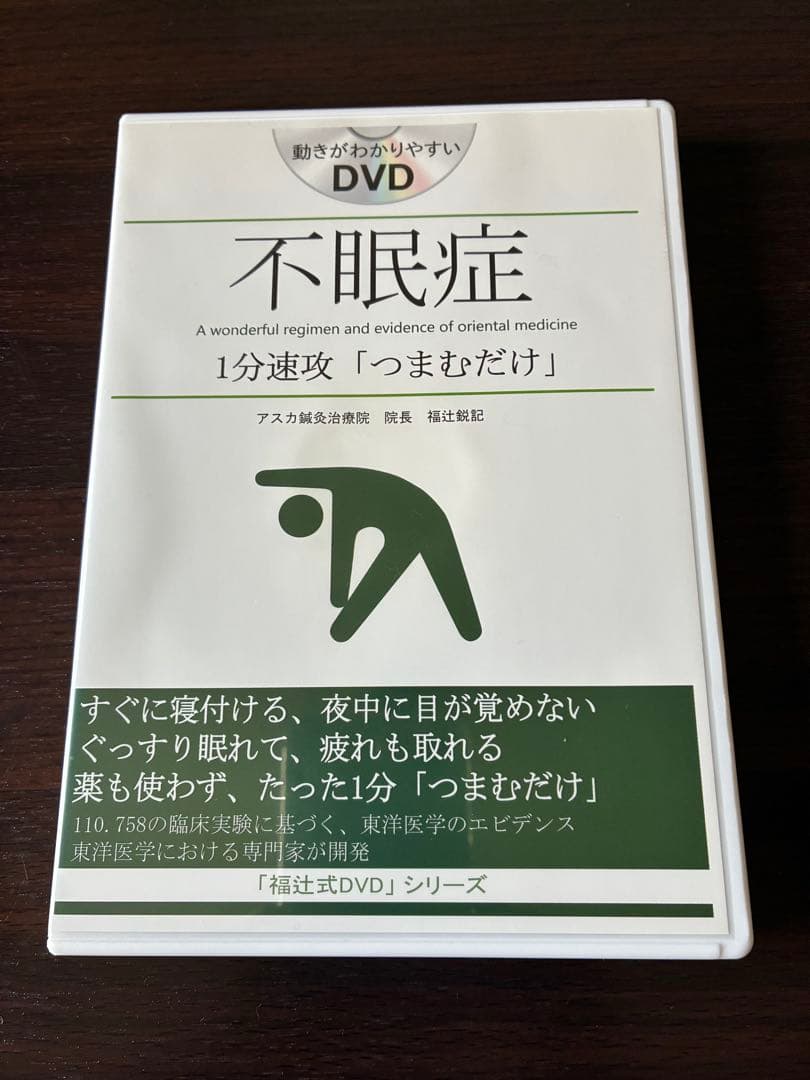 動きがわかりやすい
DVD
不眠症
A wonderful regimen and evidence of oriental medicine
1分速攻「つまむだけ」
アスカ鍼灸治療院　院長　福辻鋭記
すぐに寝付ける、夜中に目が覚めない
ぐっすり眠れて、疲れも取れる
薬も使わず、たった1分「つまむだけ」
110.758の臨床実験に基づく、東洋医学のエビデンス
東洋医学における専門家が開発
「福辻式DVD」シリーズ